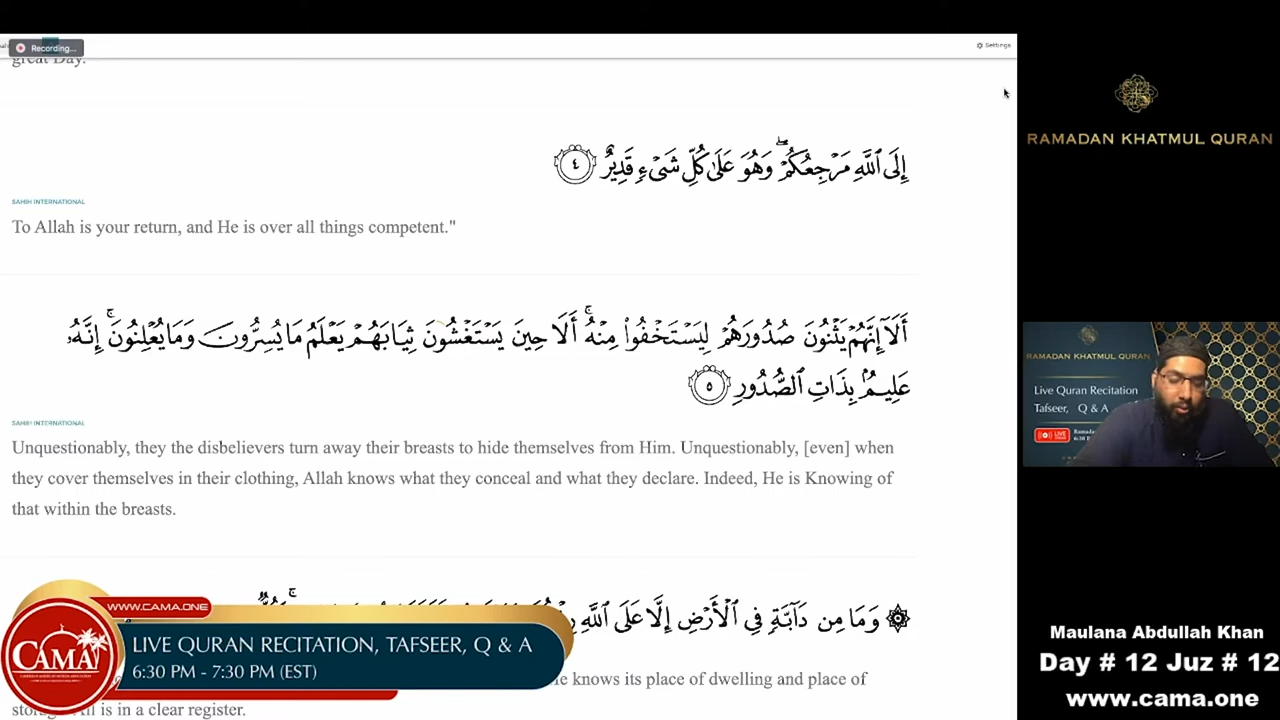 Recording...
Settings
great Day.
إِلَى ٱللَّهِ مَرْجِعُكُمْ ۖ وَهُوَ عَلَىٰ كُلِّ شَىْءٍ قَدِيرٌ ٤
SAHIH INTERNATIONAL
To Allah is your return, and He is over all things competent."
أَلَآ إِنَّهُمْ يَثْنُونَ صُدُورَهُمْ لِيَسْتَخْفُوا۟ مِنْهُ ۚ أَلَا حِينَ يَسْتَغْشُونَ ثِيَابَهُمْ يَعْلَمُ مَا يُسِرُّونَ وَمَا يُعْلِنُونَ ۚ إِنَّهُۥ
عَلِيمٌۢ بِذَاتِ ٱلصُّدُورِ ٥
SAHIH INTERNATIONAL
Unquestionably, they the disbelievers turn away their breasts to hide themselves from Him. Unquestionably, [even] when
they cover themselves in their clothing, Allah knows what they conceal and what they declare. Indeed, He is Knowing of
that within the breasts.
۞ وَمَا مِن دَآبَّةٍ فِى ٱلْأَرْضِ إِلَّا عَلَى ٱللَّهِ
knows its place of dwelling and place of
is in a clear register.
WWW.CAMA.ONE
CAMA
LIVE QURAN RECITATION, TAFSEER, Q & A
6:30 PM - 7:30 PM (EST)
RAMADAN KHATMUL QURAN
RAMADAN KHATMUL QURAN
Live Quran Recitation
Tafseer, Q & A
LIVE
Maulana Abdullah Khan
Day # 12 Juz # 12
www.cama.one